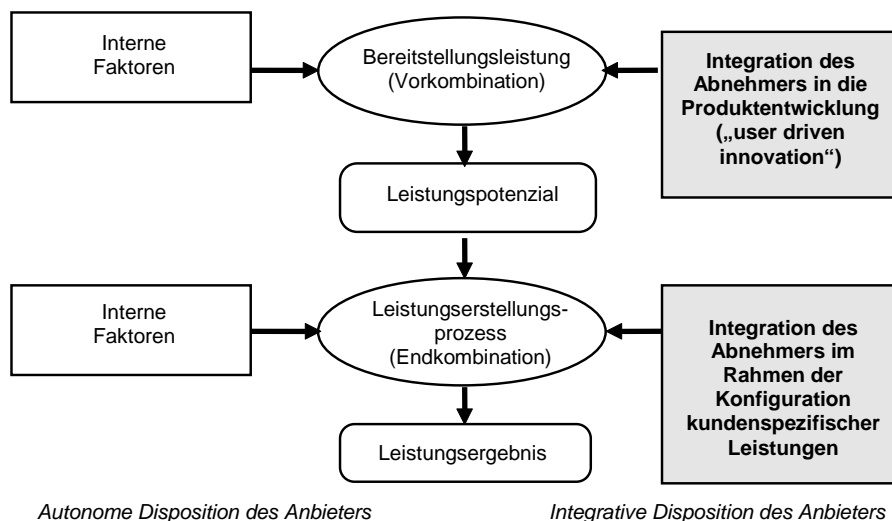 Interne
Faktoren
Bereitstellungsleistung
(Vorkombination)
Integration des
Abnehmers in die
Produktentwicklung
(„user driven
innovation“)
Leistungspotenzial
Interne
Faktoren
Leistungserstellungs-
prozess
(Endkombination)
Integration des
Abnehmers im
Rahmen der
Konfiguration
kundenspezifischer
Leistungen
Leistungsergebnis
Autonome Disposition des Anbieters
Integrative Disposition des Anbieters